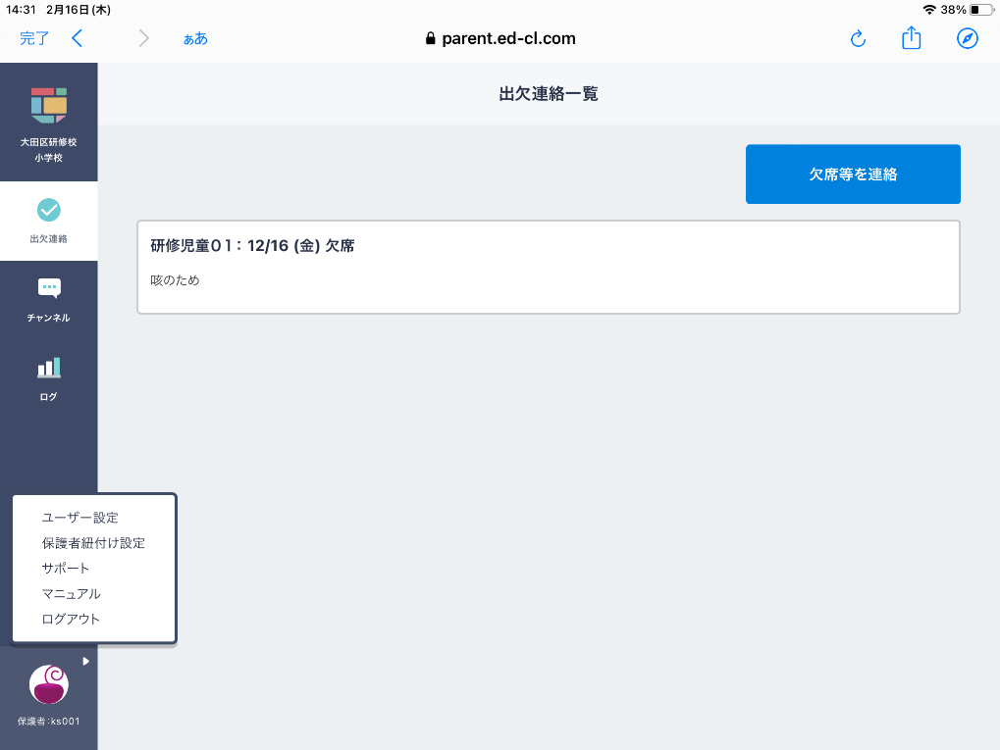 14:31 2月16日(木)
38%
完了
ぁあ
parent.ed-cl.com
大田区研修校
小学校
出欠連絡
チャンネル
ログ
出欠連絡一覧
欠席等を連絡
研修児童01：12/16 (金) 欠席
咳のため
ユーザー設定
保護者紐付け設定
サポート
マニュアル
ログアウト
保護者:ks001